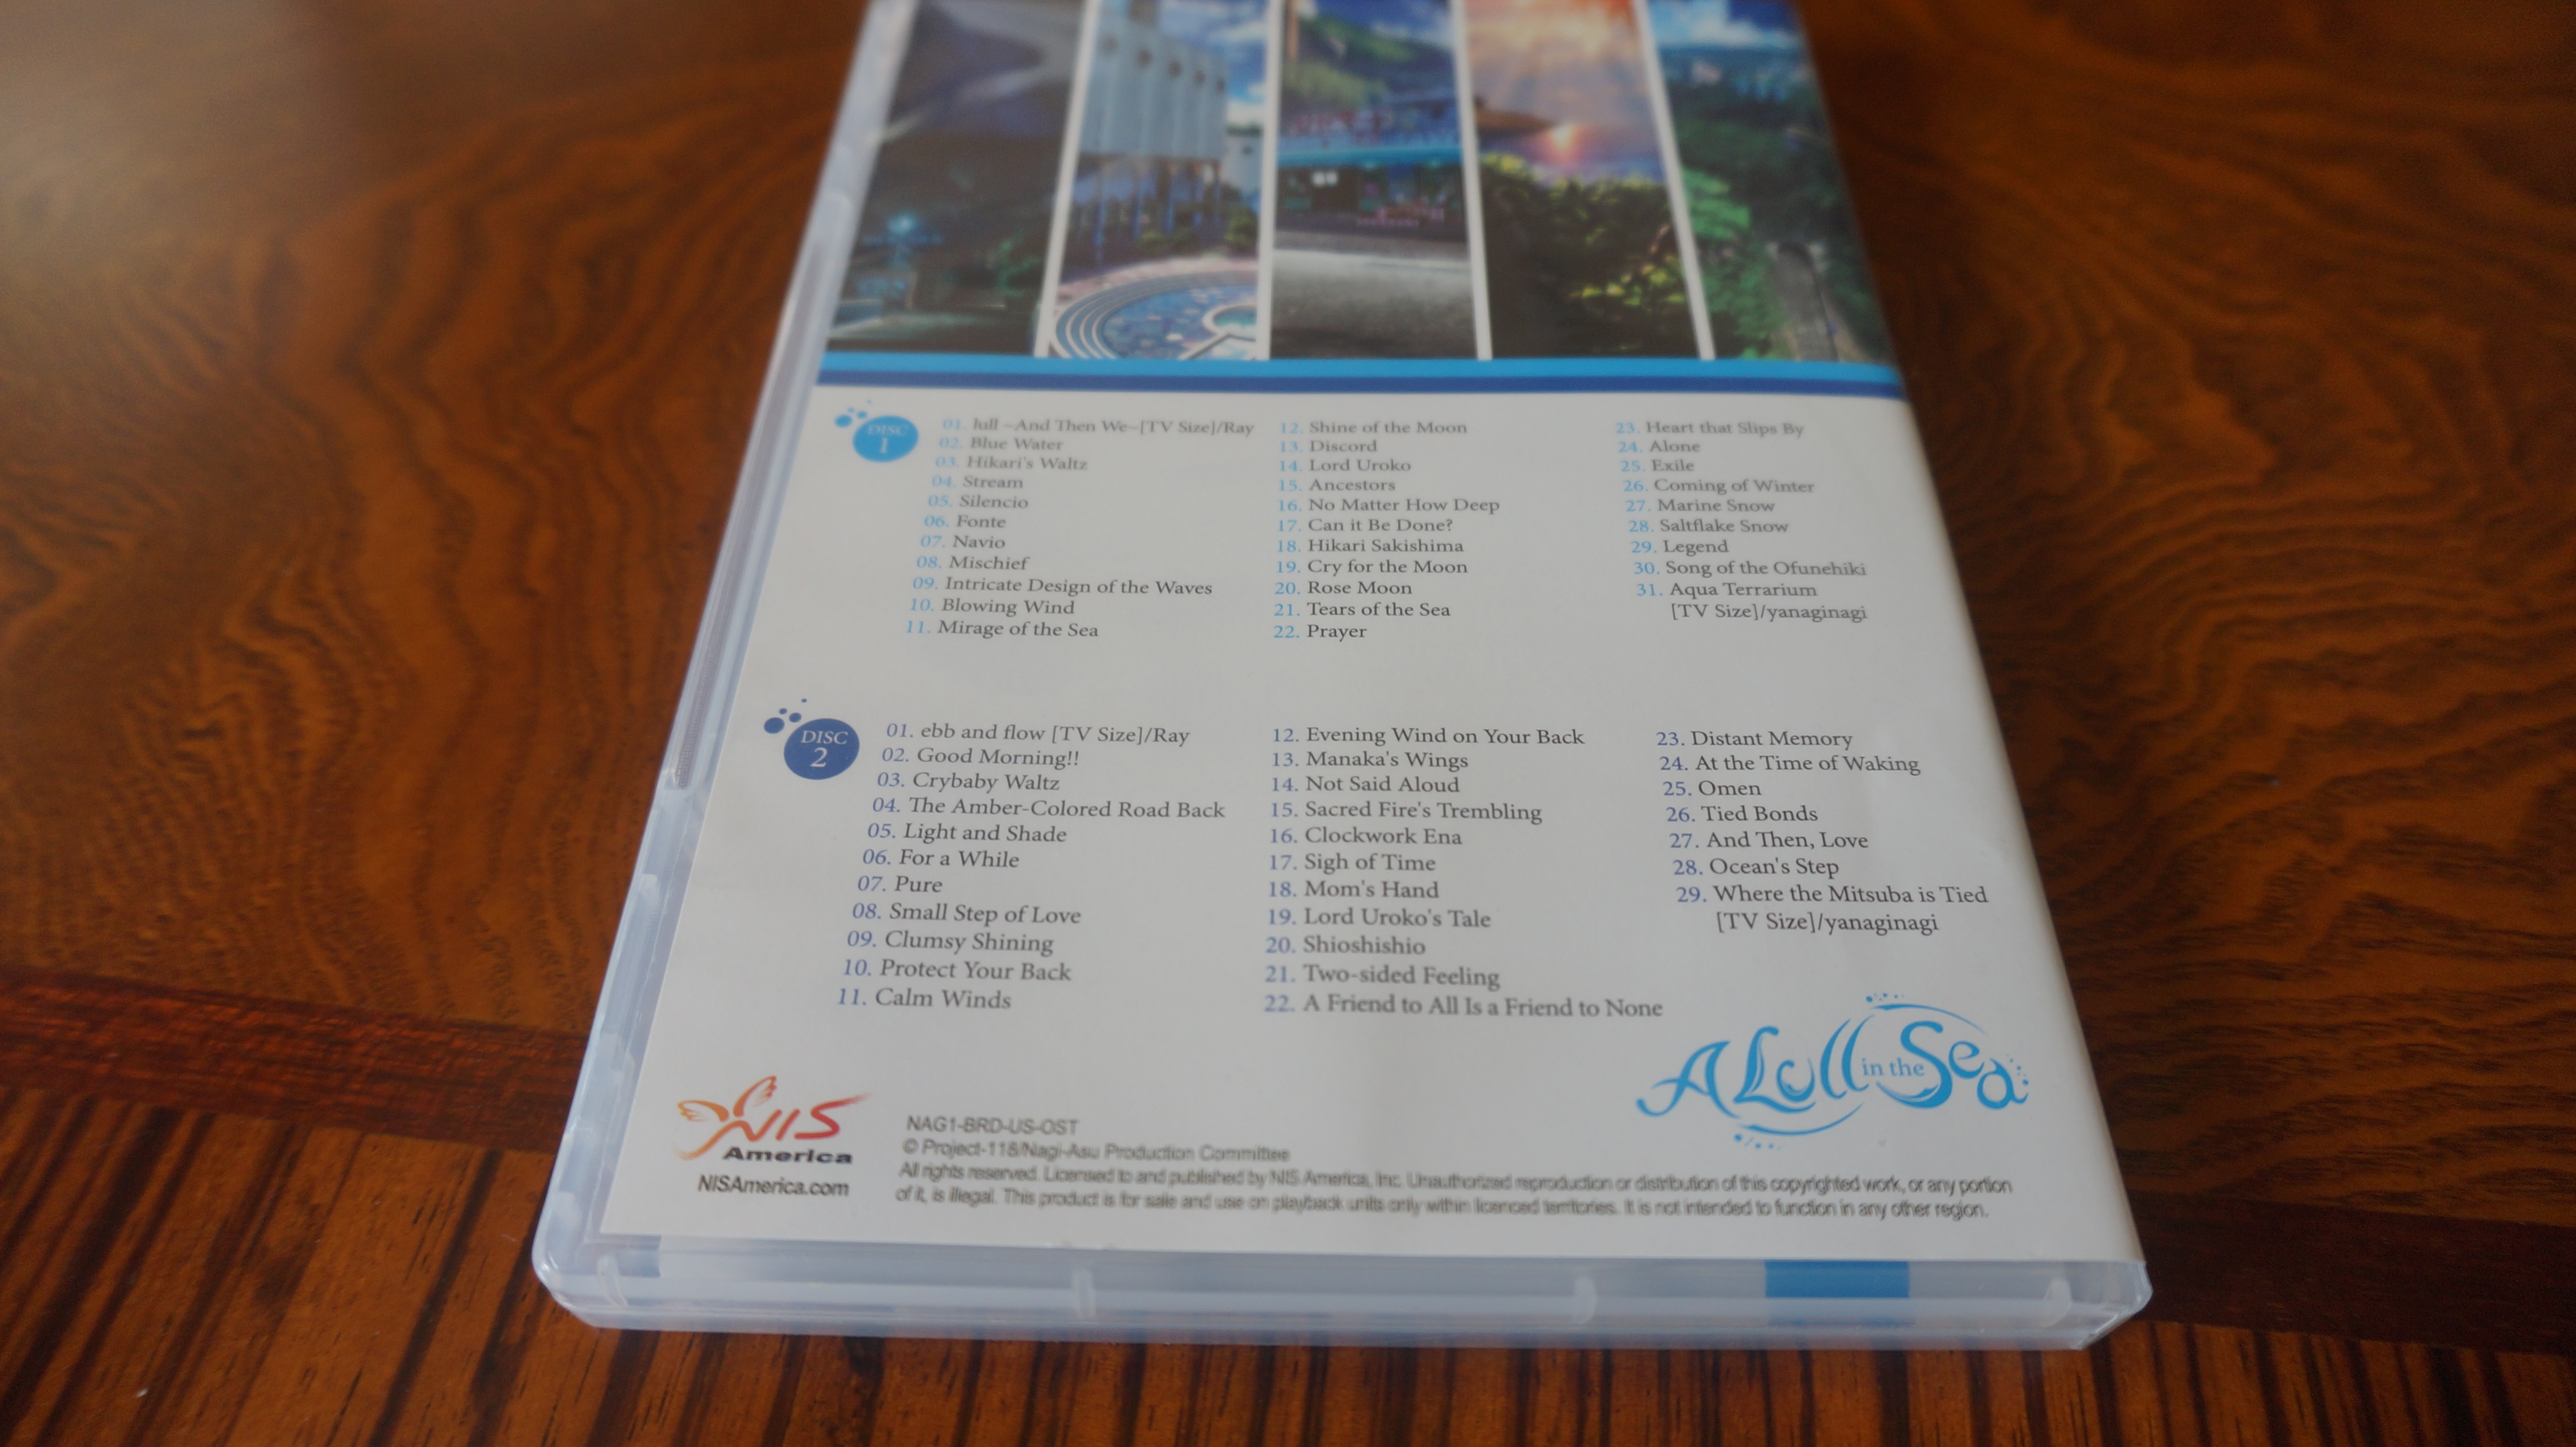 DISC
1
01. lull ~And Then We~[TV Size]/Ray
02. Blue Water
03. Hikari's Waltz
04. Stream
05. Silencio
06. Fonte
07. Navio
08. Mischief
09. Intricate Design of the Waves
10. Blowing Wind
11. Mirage of the Sea
12. Shine of the Moon
13. Discord
14. Lord Uroko
15. Ancestors
16. No Matter How Deep
17. Can it Be Done?
18. Hikari Sakishima
19. Cry for the Moon
20. Rose Moon
21. Tears of the Sea
22. Prayer
23. Heart that Slips By
24. Alone
25. Exile
26. Coming of Winter
27. Marine Snow
28. Saltflake Snow
29. Legend
30. Song of the Ofunehiki
31. Aqua Terrarium
[TV Size]/yanaginagi
DISC
2
01. ebb and flow [TV Size]/Ray
02. Good Morning!!
03. Crybaby Waltz
04. The Amber-Colored Road Back
05. Light and Shade
06. For a While
07. Pure
08. Small Step of Love
09. Clumsy Shining
10. Protect Your Back
11. Calm Winds
12. Evening Wind on Your Back
13. Manaka's Wings
14. Not Said Aloud
15. Sacred Fire's Trembling
16. Clockwork Ena
17. Sigh of Time
18. Mom's Hand
19. Lord Uroko's Tale
20. Shioshishio
21. Two-sided Feeling
22. A Friend to All Is a Friend to None
23. Distant Memory
24. At the Time of Waking
25. Omen
26. Tied Bonds
27. And Then, Love
28. Ocean's Step
29. Where the Mitsuba is Tied
[TV Size]/yanaginagi
A Lull in the Sea
NIS
America
NISAmerica.com
NAG1-BRD-US-OST
© Project-118/Nagi-Asu Production Committee
All rights reserved. Licensed to and published by NIS America, Inc. Unauthorized reproduction or distribution of this copyrighted work, or any portion
of it, is illegal. This product is for sale and use on playback units only within licenced territories. It is not intended to function in any other region.